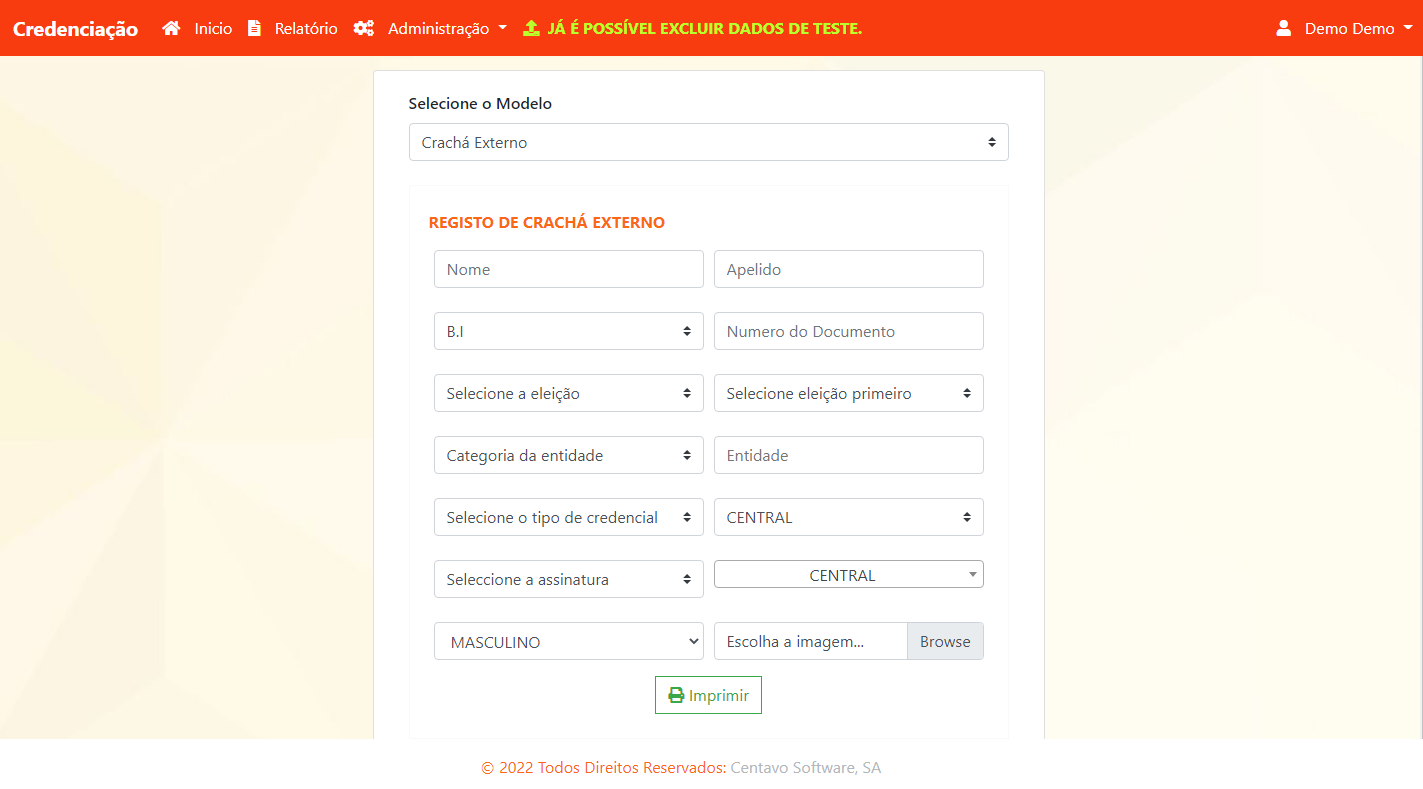 Credenciação Inicio Relatório Administração JÁ É POSSÍVEL EXCLUIR DADOS DE TESTE. Demo Demo
Selecione o Modelo
Crachá Externo
REGISTO DE CRACHÁ EXTERNO
Nome Apelido
B.I Numero do Documento
Selecione a eleição Selecione eleição primeiro
Categoria da entidade Entidade
Selecione o tipo de credencial CENTRAL
Seleccione a assinatura CENTRAL
MASCULINO Escolha a imagem... Browse
Imprimir
© 2022 Todos Direitos Reservados: Centavo Software, SA